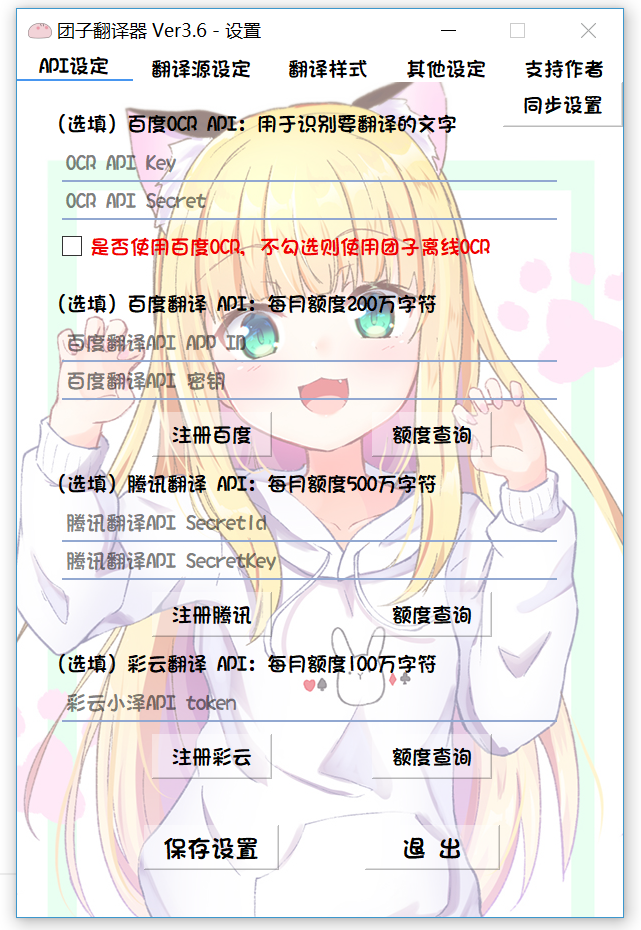 团子翻译器 Ver3.6 - 设置
API设定 翻译源设定 翻译样式 其他设定 支持作者
同步设置
(选填) 百度OCR API: 用于识别要翻译的文字
OCR API Key
OCR API Secret
是否使用百度OCR, 不勾选则使用团子离线OCR
(选填) 百度翻译 API: 每月额度200万字符
百度翻译API APP ID
百度翻译API 密钥
注册百度 额度查询
(选填) 腾讯翻译 API: 每月额度500万字符
腾讯翻译API SecretId
腾讯翻译API SecretKey
注册腾讯 额度查询
(选填) 彩云翻译 API: 每月额度100万字符
彩云小泽API token
注册彩云 额度查询
保存设置 退 出